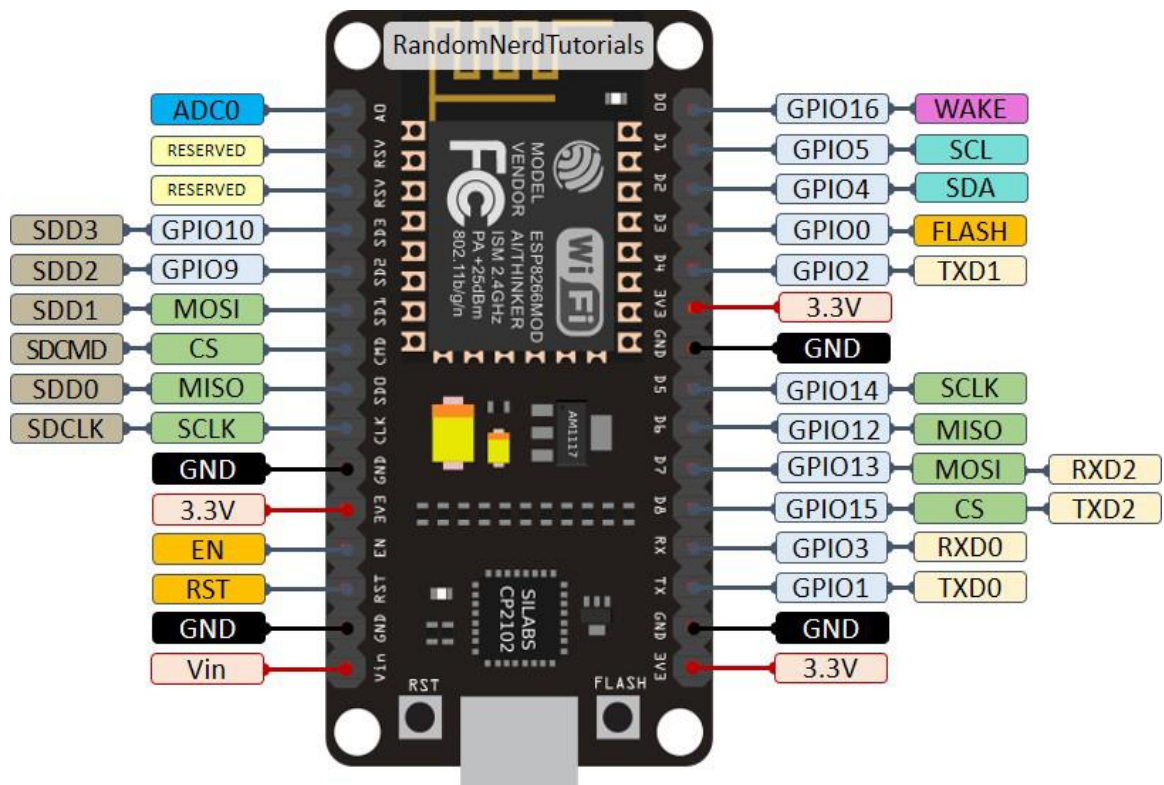 RandomNerdTutorials
ADC0 A0
RESERVED RSV
RESERVED RSV
SDD3 GPIO10 SD3
SDD2 GPIO9 SD2
SDD1 MOSI SD1
SDCMD CS CMD
SDD0 MISO SD0
SDCLK SCLK CLK
GND GND
3.3V 3V3
EN EN
RST RST
GND GND
Vin Vin
MODEL ESP8266MOD
VENDOR AI/THINKER
ISM 2.4GHz
PA +25dBm
802.11b/g/n
FC
WiFi
AM1117
SILABS
CP2102
RST
FLASH
D0 GPIO16 WAKE
D1 GPIO5 SCL
D2 GPIO4 SDA
D3 GPIO0 FLASH
D4 GPIO2 TXD1
3V3 3.3V
GND GND
D5 GPIO14 SCLK
D6 GPIO12 MISO
D7 GPIO13 MOSI RXD2
D8 GPIO15 CS TXD2
RX GPIO3 RXD0
TX GPIO1 TXD0
GND GND
3V3 3.3V